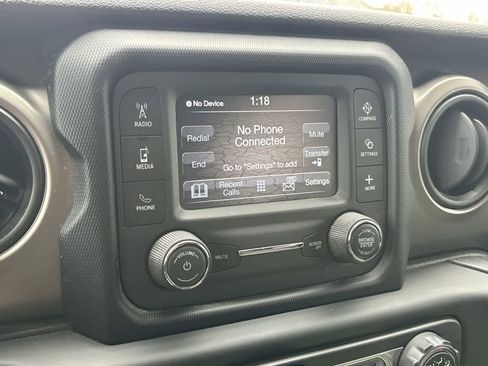 No Device
1:18
RADIO
MEDIA
PHONE
Redial
No Phone
Connected
Mute
End
Go to "Settings" to add
Transfer
Recent
Calls
Settings
COMPASS
SETTINGS
MORE
VOLUME
MUTE
SCREEN
OFF
BROWSE
ENTER